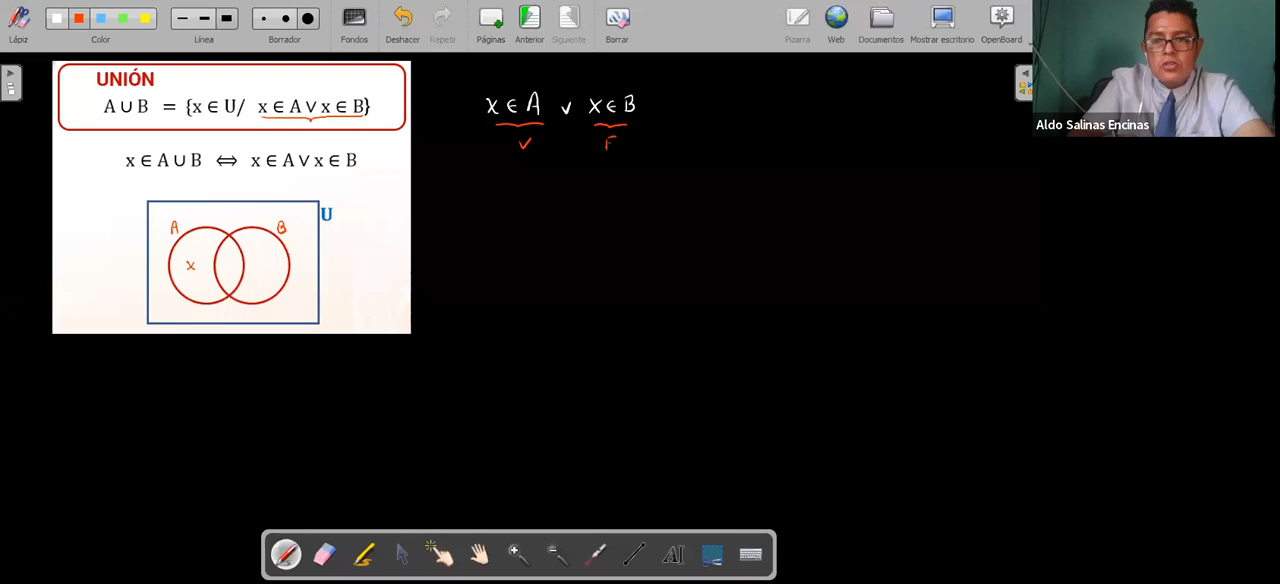 Lápiz Color Línea Borrador Fondos Deshacer Repetir Páginas Anterior Siguiente Borrar Pizarra Web Documentos Mostrar escritorio OpenBoard
Aldo Salinas Encinas
UNIÓN
A ∪ B = {x ∈ U/ x ∈ A ∨ x ∈ B}
x ∈ A ∪ B ⇔ x ∈ A ∨ x ∈ B
U
A B
x
x ∈ A ∨ x ∈ B
V F
AI